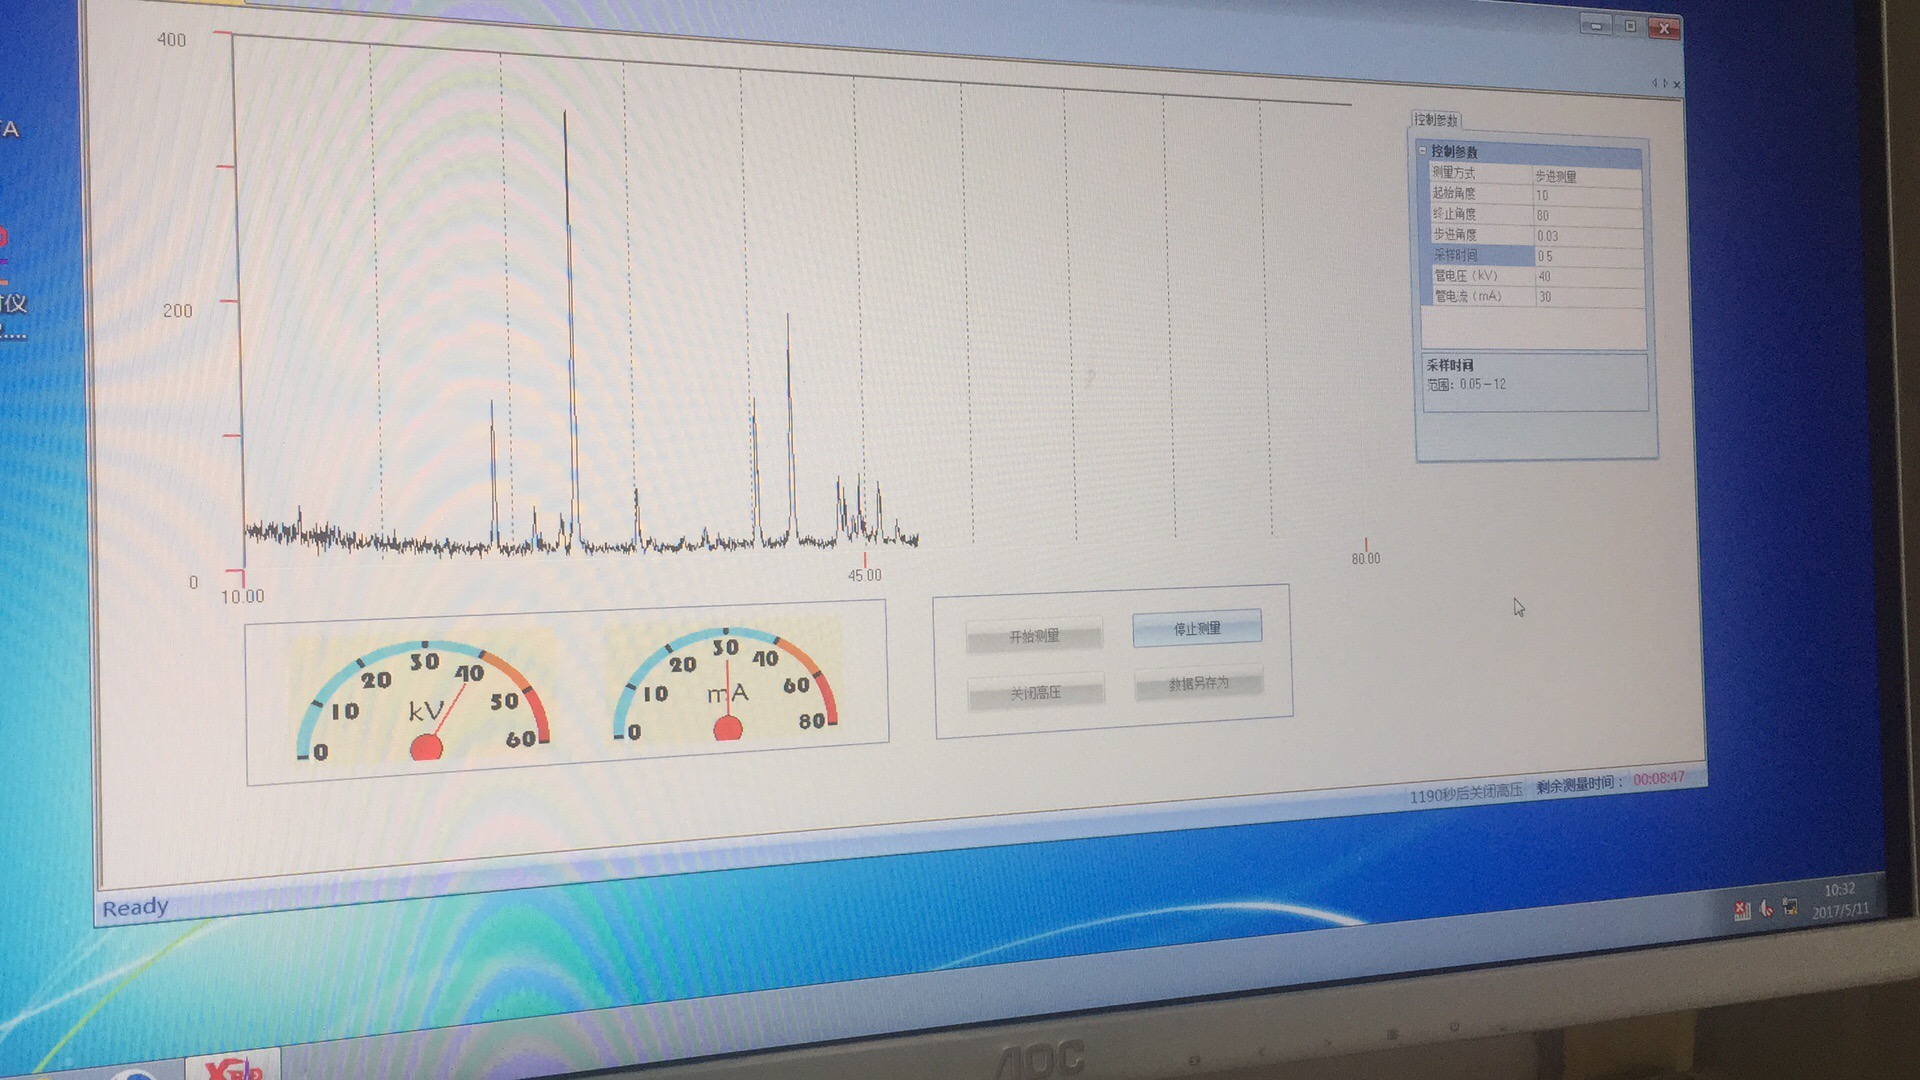 400
200
0
10.00
45.00
80.00
控制参数
控制参数
测量方式 步进测量
起始角度 10
终止角度 80
步进角度 0.03
采样时间 0.5
管电压（kV） 40
管电流（mA） 30
采样时间
范围：0.05-12
0 10 20 30 40 50 60
kV
0 10 20 30 40 60 80
mA
开始测量
停止测量
关闭高压
数据另存为
1190秒后关闭高压 剩余测量时间： 00:08:47
Ready
10:32
2017/5/11
AOC